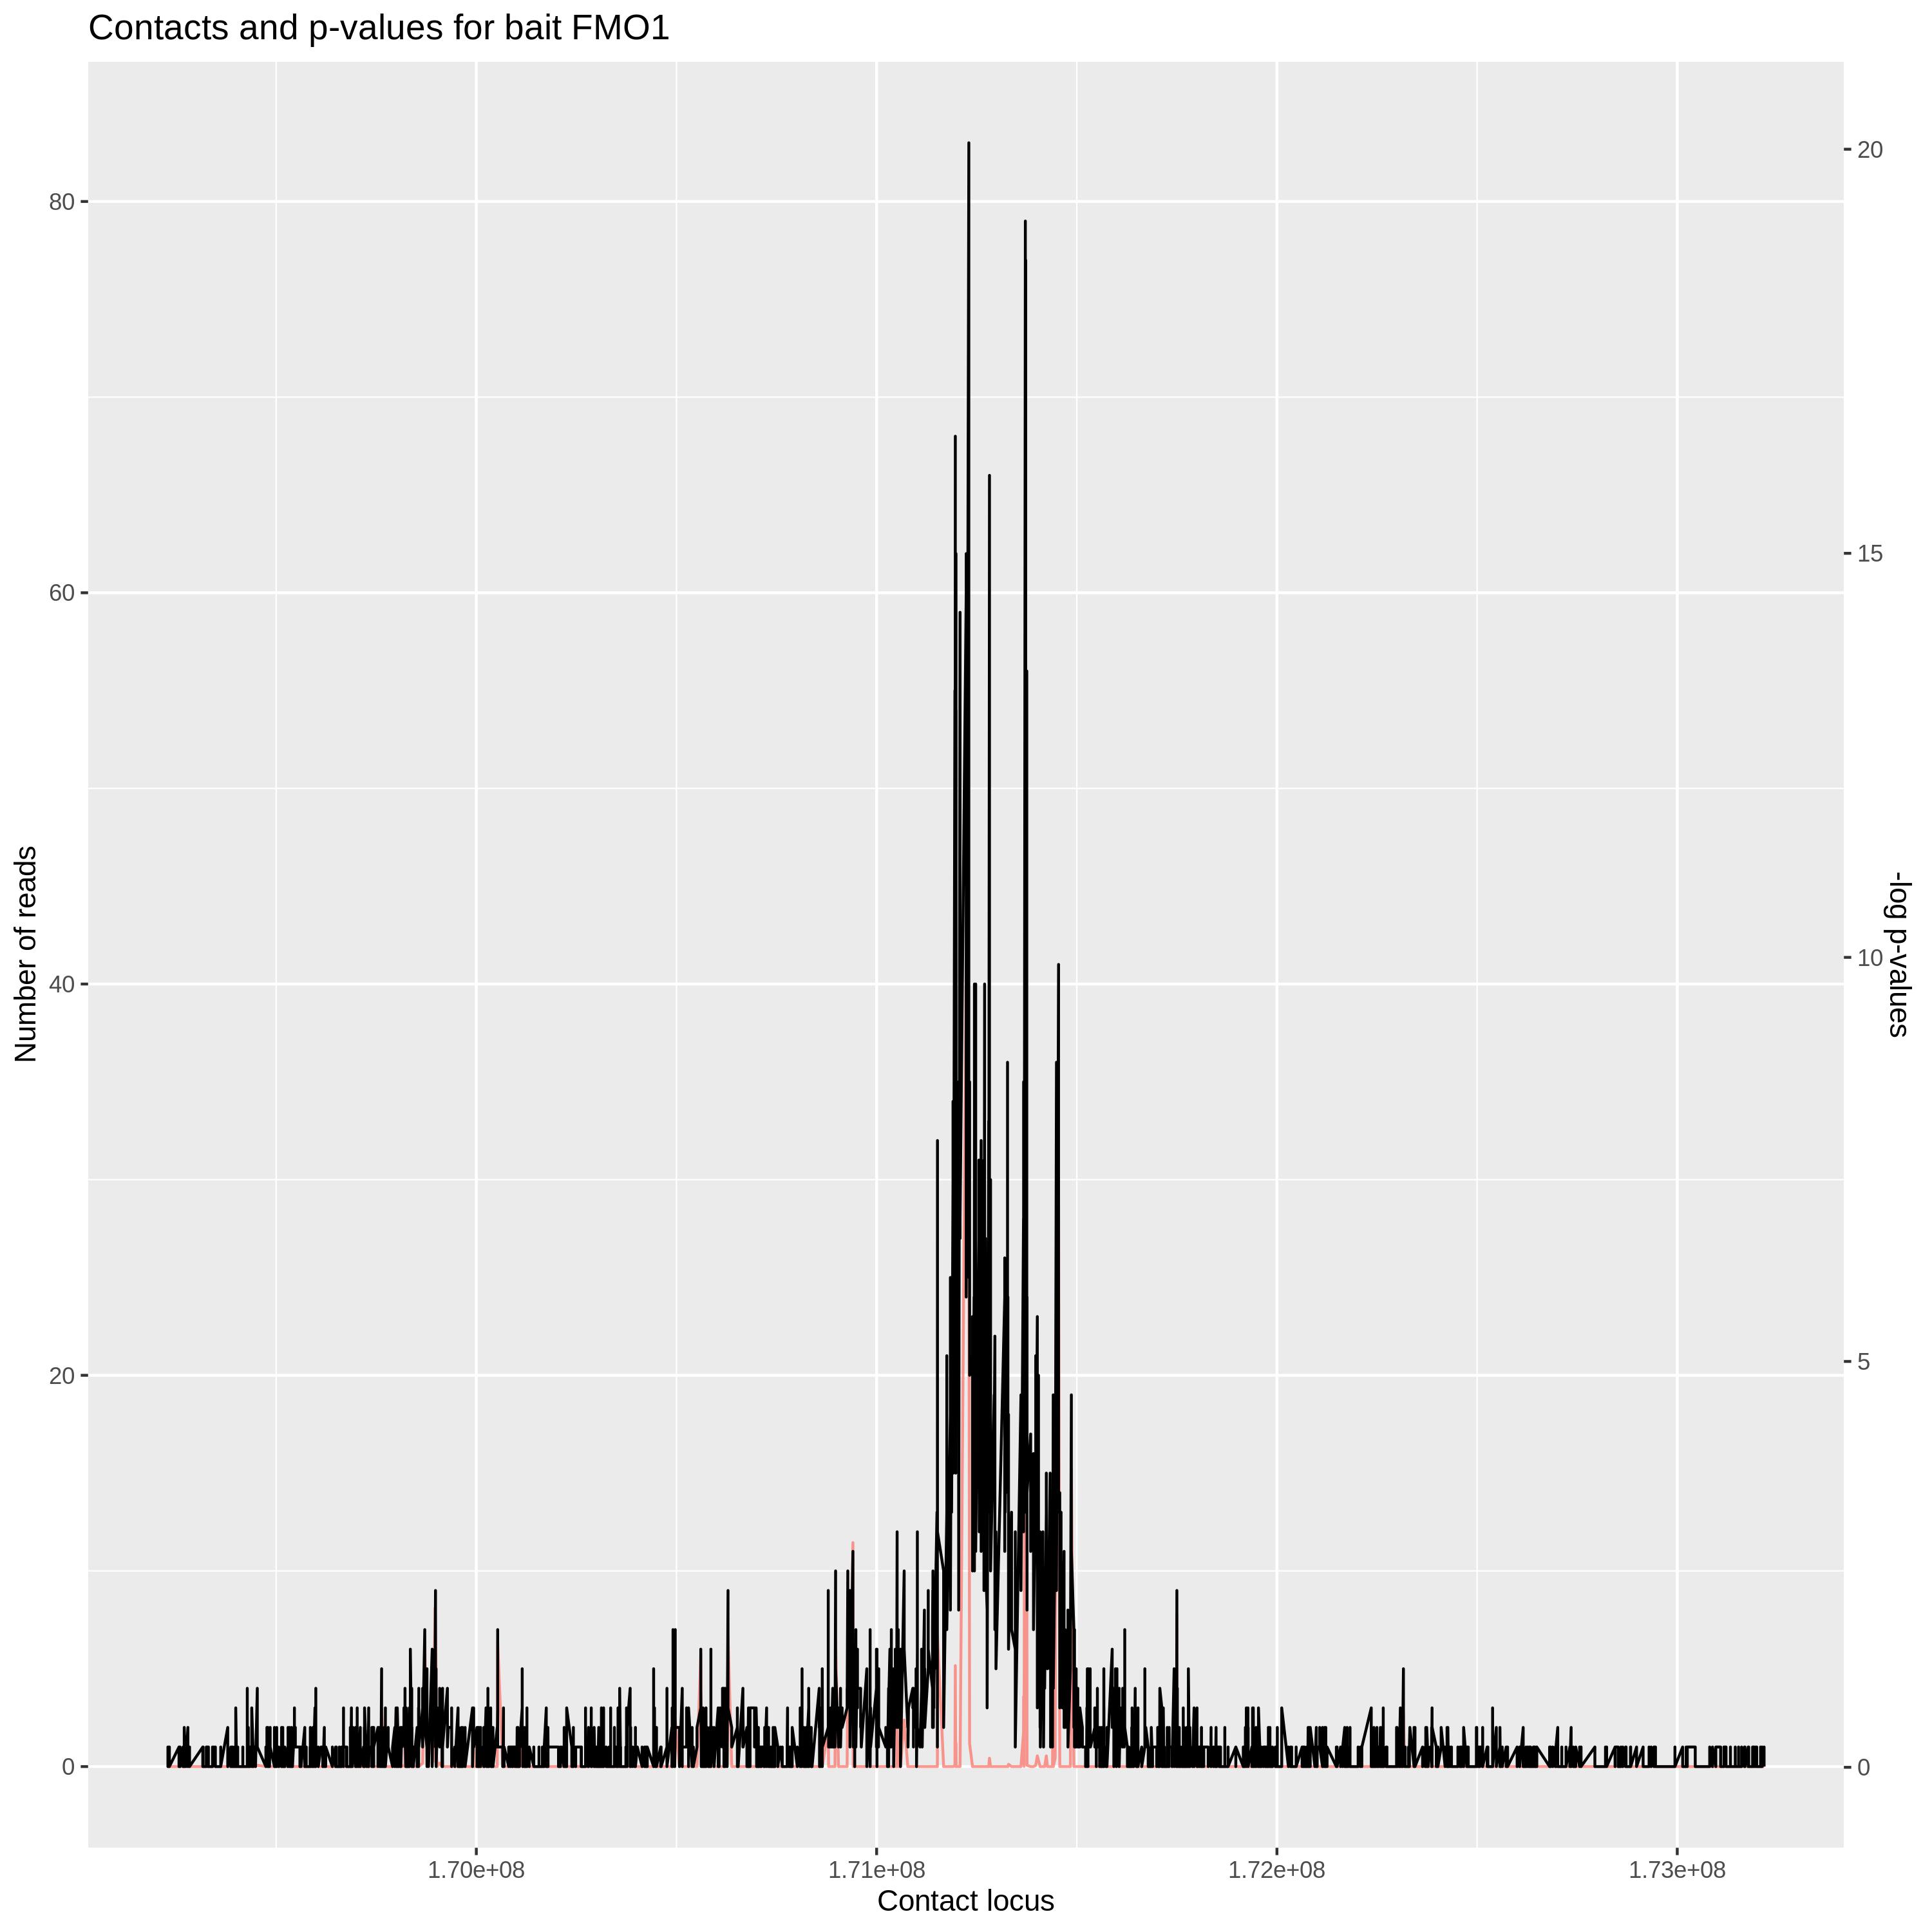 Contacts and p-values for bait FMO1
80
60
40
20
0
20
15
10
5
0
Number of reads
-log p-values
1.70e+08
1.71e+08
1.72e+08
1.73e+08
Contact locus